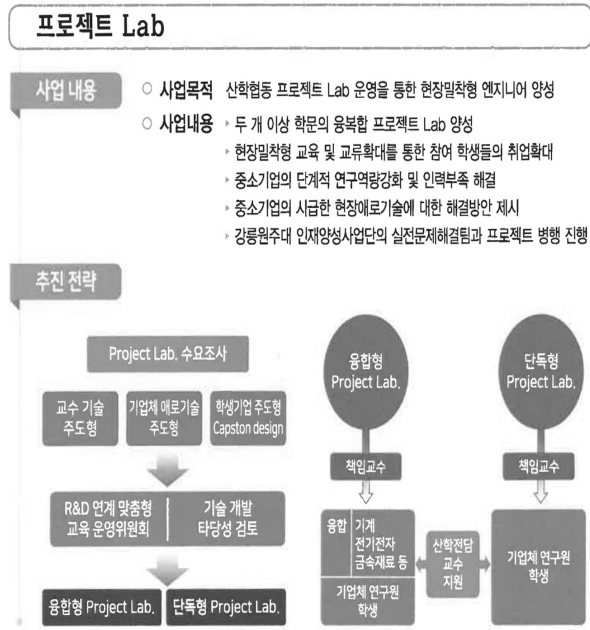 프로젝트 Lab
사업 내용
○ 사업목적 산학협동 프로젝트 Lab 운영을 통한 현장밀착형 엔지니어 양성
○ 사업내용 ▸ 두 개 이상 학문의 융복합 프로젝트 Lab 양성
▸ 현장밀착형 교육 및 교류확대를 통한 참여 학생들의 취업확대
▸ 중소기업의 단계적 연구역량강화 및 인력부족 해결
▸ 중소기업의 시급한 현장애로기술에 대한 해결방안 제시
▸ 강릉원주대 인재양성사업단의 실전문제해결팀과 프로젝트 병행 진행
추진 전략
Project Lab. 수요조사
교수 기술
주도형
기업체 애로기술
주도형
학생기업 주도형
Capston design
R&D 연계 맞춤형
교육 운영위원회
기술 개발
타당성 검토
융합형 Project Lab.
단독형 Project Lab.
융합형
Project Lab.
책임교수
융합
기계
전기전자
금속재료 등
기업체 연구원
학생
산학전담
교수
지원
단독형
Project Lab.
책임교수
기업체 연구원
학생